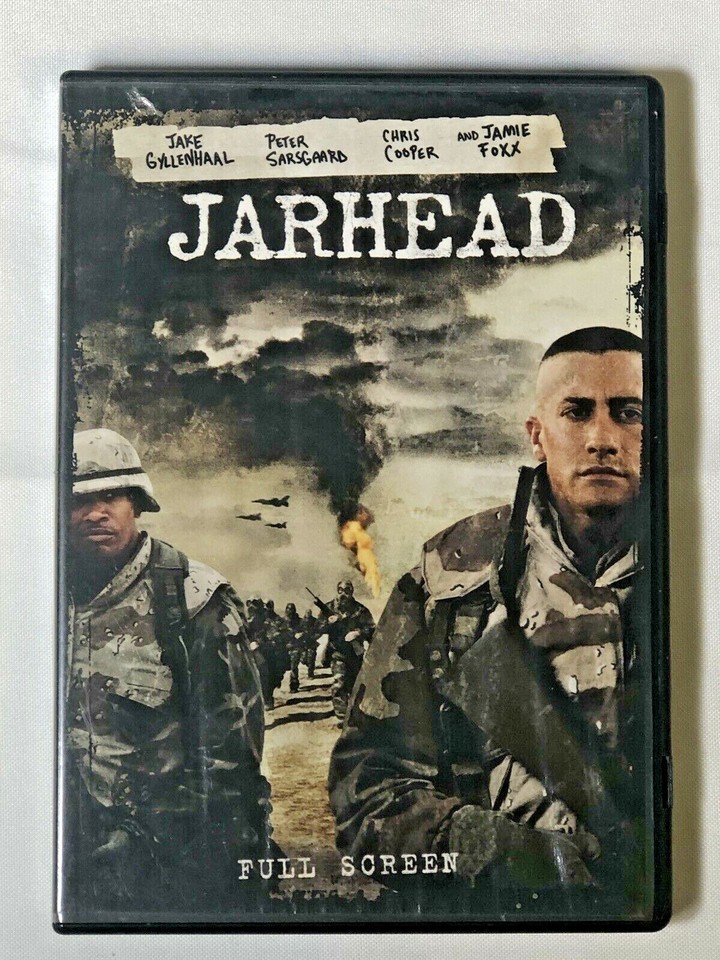 JAKE GYLLENHAAL
PETER SARSGAARD
CHRIS COOPER
AND JAMIE FOXX
JARHEAD
FULL SCREEN